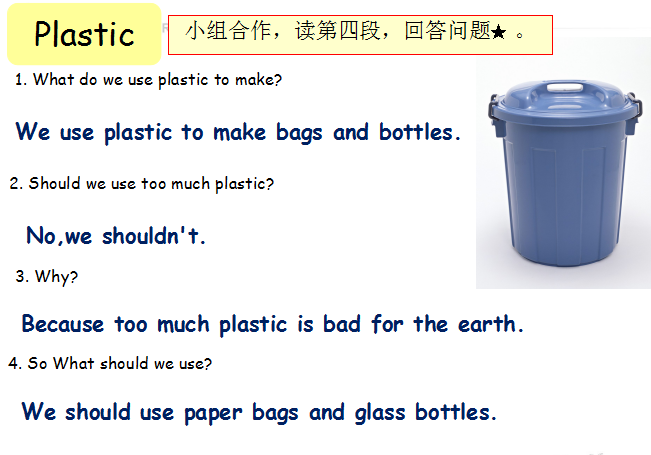 Plastic
小组合作，读第四段，回答问题★ 。
1. What do we use plastic to make?
We use plastic to make bags and bottles.
2. Should we use too much plastic?
No,we shouldn't.
3. Why?
Because too much plastic is bad for the earth.
4. So What should we use?
We should use paper bags and glass bottles.